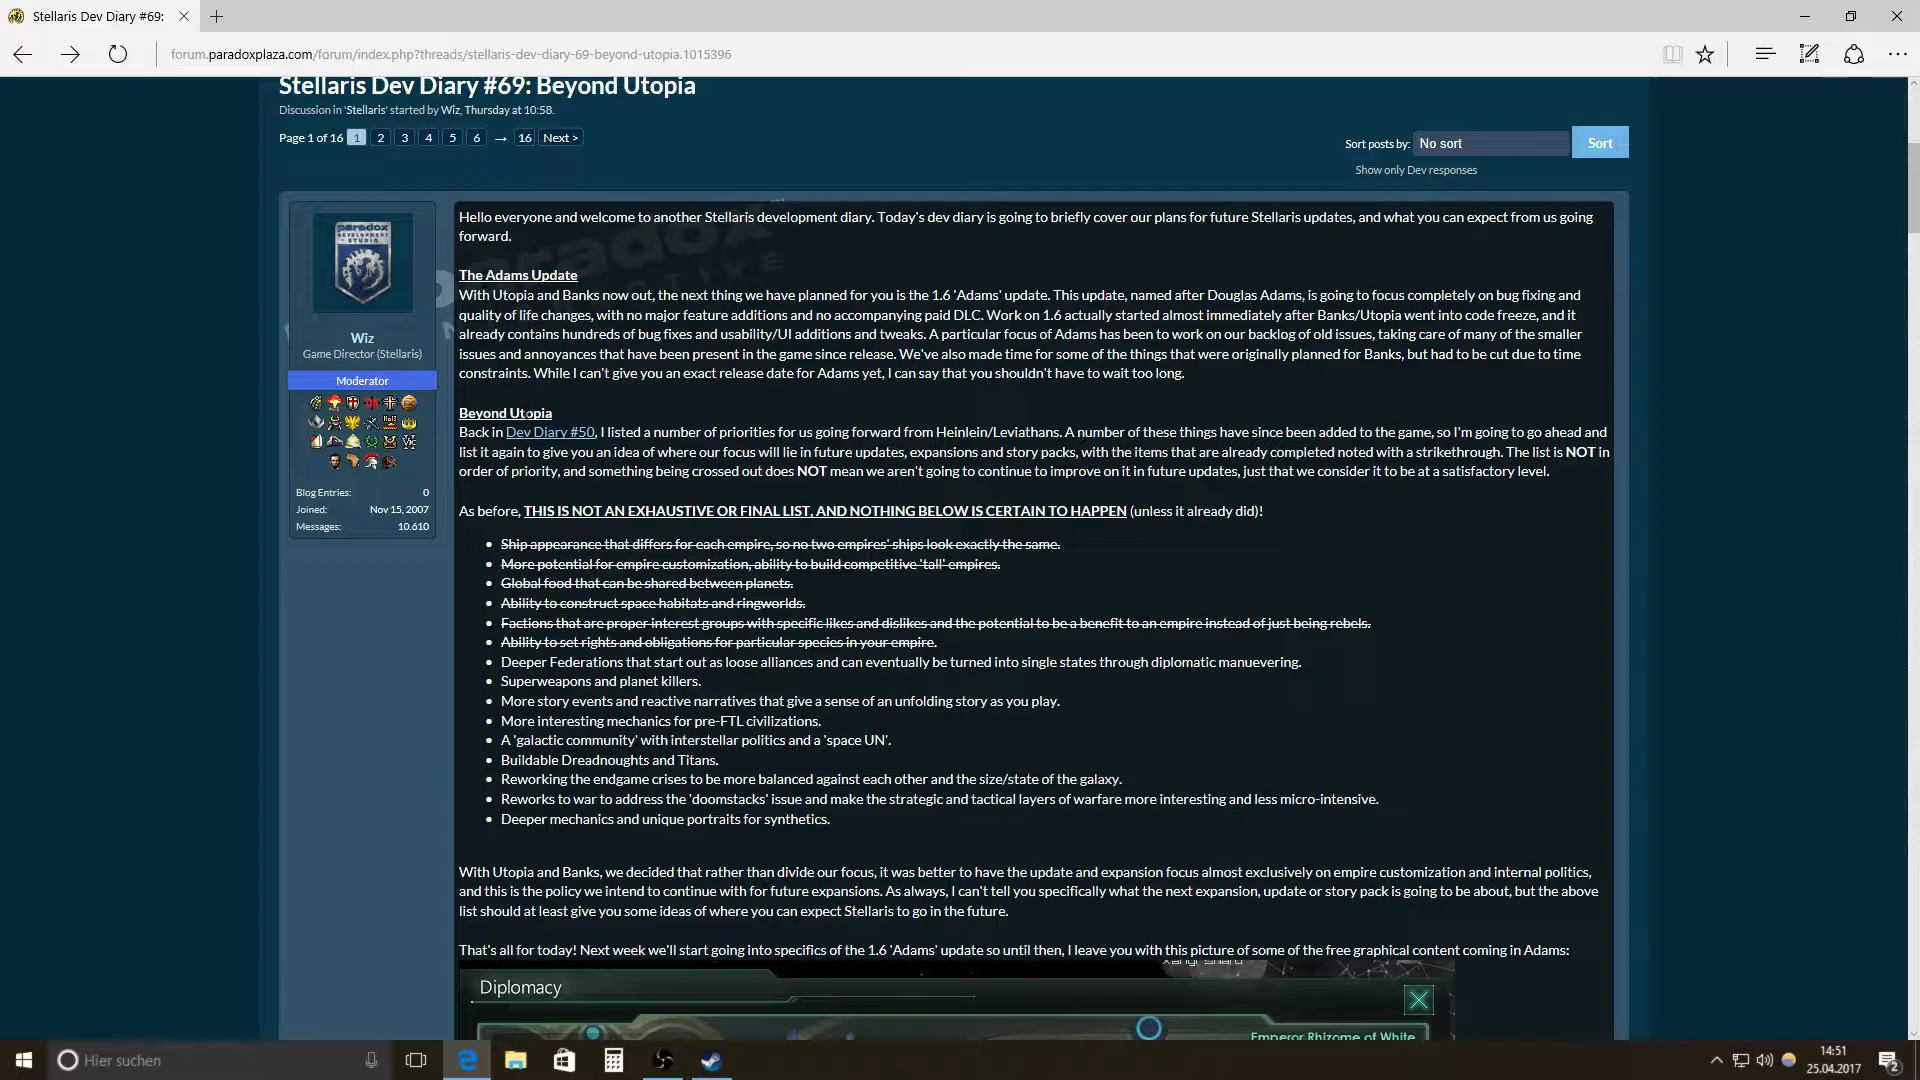 Stellaris Dev Diary #69:
forum.paradoxplaza.com/forum/index.php?threads/stellaris-dev-diary-69-beyond-utopia.1015396
Stellaris Dev Diary #69: Beyond Utopia
Discussion in 'Stellaris' started by Wiz, Thursday at 10:58.
Page 1 of 16 1 2 3 4 5 6 → 16 Next >
Sort posts by: No sort Sort
Show only Dev responses
paradox
DEVELOPMENT
STUDIO
Wiz
Game Director (Stellaris)
Moderator
Blog Entries: 0
Joined: Nov 15, 2007
Messages: 10.610
Hello everyone and welcome to another Stellaris development diary. Today's dev diary is going to briefly cover our plans for future Stellaris updates, and what you can expect from us going
forward.
The Adams Update
With Utopia and Banks now out, the next thing we have planned for you is the 1.6 'Adams' update. This update, named after Douglas Adams, is going to focus completely on bug fixing and
quality of life changes, with no major feature additions and no accompanying paid DLC. Work on 1.6 actually started almost immediately after Banks/Utopia went into code freeze, and it
already contains hundreds of bug fixes and usability/UI additions and tweaks. A particular focus of Adams has been to work on our backlog of old issues, taking care of many of the smaller
issues and annoyances that have been present in the game since release. We've also made time for some of the things that were originally planned for Banks, but had to be cut due to time
constraints. While I can't give you an exact release date for Adams yet, I can say that you shouldn't have to wait too long.
Beyond Utopia
Back in Dev Diary #50, I listed a number of priorities for us going forward from Heinlein/Leviathans. A number of these things have since been added to the game, so I'm going to go ahead and
list it again to give you an idea of where our focus will lie in future updates, expansions and story packs, with the items that are already completed noted with a strikethrough. The list is NOT in
order of priority, and something being crossed out does NOT mean we aren't going to continue to improve on it in future updates, just that we consider it to be at a satisfactory level.
As before, THIS IS NOT AN EXHAUSTIVE OR FINAL LIST, AND NOTHING BELOW IS CERTAIN TO HAPPEN (unless it already did)!
• Ship appearance that differs for each empire, so no two empires' ships look exactly the same.
• More potential for empire customization, ability to build competitive 'tall' empires.
• Global food that can be shared between planets.
• Ability to construct space habitats and ringworlds.
• Factions that are proper interest groups with specific likes and dislikes and the potential to be a benefit to an empire instead of just being rebels.
• Ability to set rights and obligations for particular species in your empire.
• Deeper Federations that start out as loose alliances and can eventually be turned into single states through diplomatic manuevering.
• Superweapons and planet killers.
• More story events and reactive narratives that give a sense of an unfolding story as you play.
• More interesting mechanics for pre-FTL civilizations.
• A 'galactic community' with interstellar politics and a 'space UN'.
• Buildable Dreadnoughts and Titans.
• Reworking the endgame crises to be more balanced against each other and the size/state of the galaxy.
• Reworks to war to address the 'doomstacks' issue and make the strategic and tactical layers of warfare more interesting and less micro-intensive.
• Deeper mechanics and unique portraits for synthetics.
With Utopia and Banks, we decided that rather than divide our focus, it was better to have the update and expansion focus almost exclusively on empire customization and internal politics,
and this is the policy we intend to continue with for future expansions. As always, I can't tell you specifically what the next expansion, update or story pack is going to be about, but the above
list should at least give you some ideas of where you can expect Stellaris to go in the future.
That's all for today! Next week we'll start going into specifics of the 1.6 'Adams' update so until then, I leave you with this picture of some of the free graphical content coming in Adams:
Diplomacy
Emperor Rhizome of White
Hier suchen
14:51
25.04.2017
2